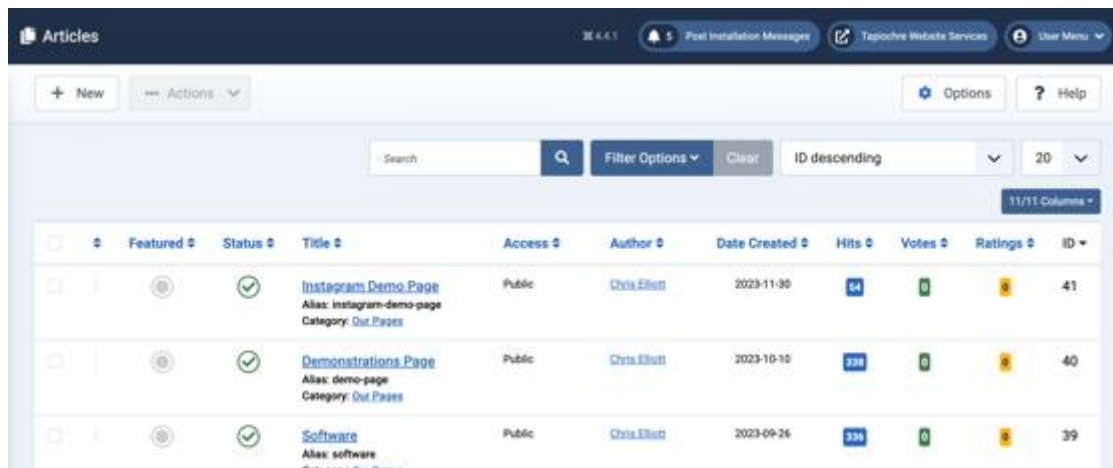 Articles
4.4.1
5 Post Installation Messages
Tapiochre Website Services
User Menu
New
Actions
Options
? Help
Search
Filter Options
Clear
ID descending
20
11/11 Columns
Featured
Status
Title
Access
Author
Date Created
Hits
Votes
Ratings
ID
Instagram Demo Page
Public
Chris Elliott
2023-11-30
54
0
0
41
Alias: instagram-demo-page
Category: Our Pages
Demonstrations Page
Public
Chris Elliott
2023-10-10
338
0
0
40
Alias: demo-page
Category: Our Pages
Software
Public
Chris Elliott
2023-09-26
336
0
0
39
Alias: software